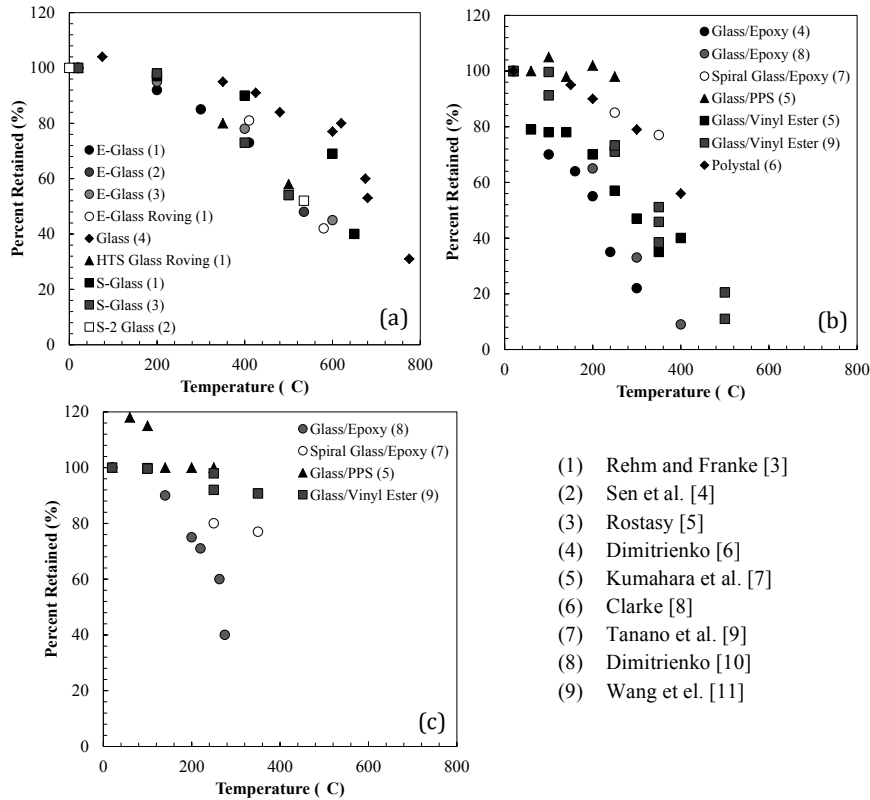 120
100
80
60
40
20
0
Percent Retained (%)
E-Glass (1)
E-Glass (2)
E-Glass (3)
E-Glass Roving (1)
Glass (4)
HTS Glass Roving (1)
S-Glass (1)
S-Glass (3)
S-2 Glass (2)
(a)
0 200 400 600 800
Temperature ( C)
120
100
80
60
40
20
0
Percent Retained (%)
Glass/Epoxy (4)
Glass/Epoxy (8)
Spiral Glass/Epoxy (7)
Glass/PPS (5)
Glass/Vinyl Ester (5)
Glass/Vinyl Ester (9)
Polystal (6)
(b)
0 200 400 600 800
Temperature ( C)
120
100
80
60
40
20
0
Percent Retained (%)
Glass/Epoxy (8)
Spiral Glass/Epoxy (7)
Glass/PPS (5)
Glass/Vinyl Ester (9)
(c)
0 200 400 600 800
Temperature ( C)
(1) Rehm and Franke [3]
(2) Sen et al. [4]
(3) Rostasy [5]
(4) Dimitrienko [6]
(5) Kumahara et al. [7]
(6) Clarke [8]
(7) Tanano et al. [9]
(8) Dimitrienko [10]
(9) Wang et el. [11]